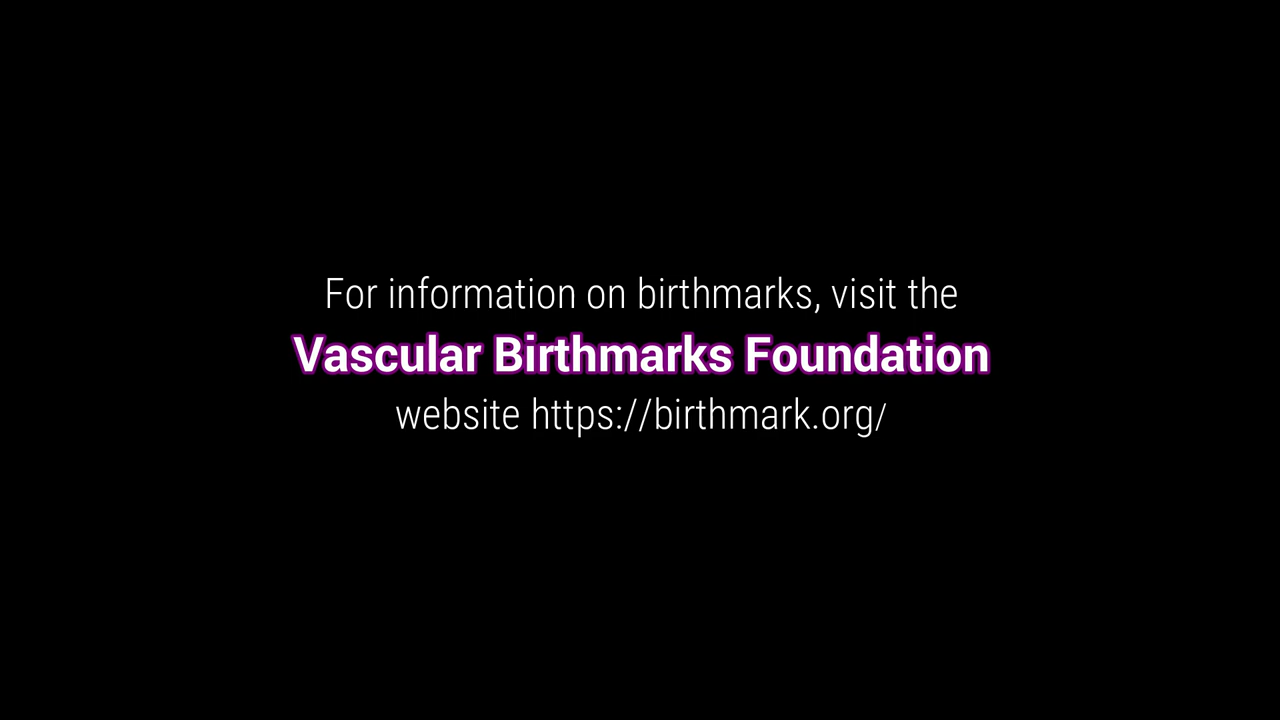 For information on birthmarks, visit the
Vascular Birthmarks Foundation
website https://birthmark.org/